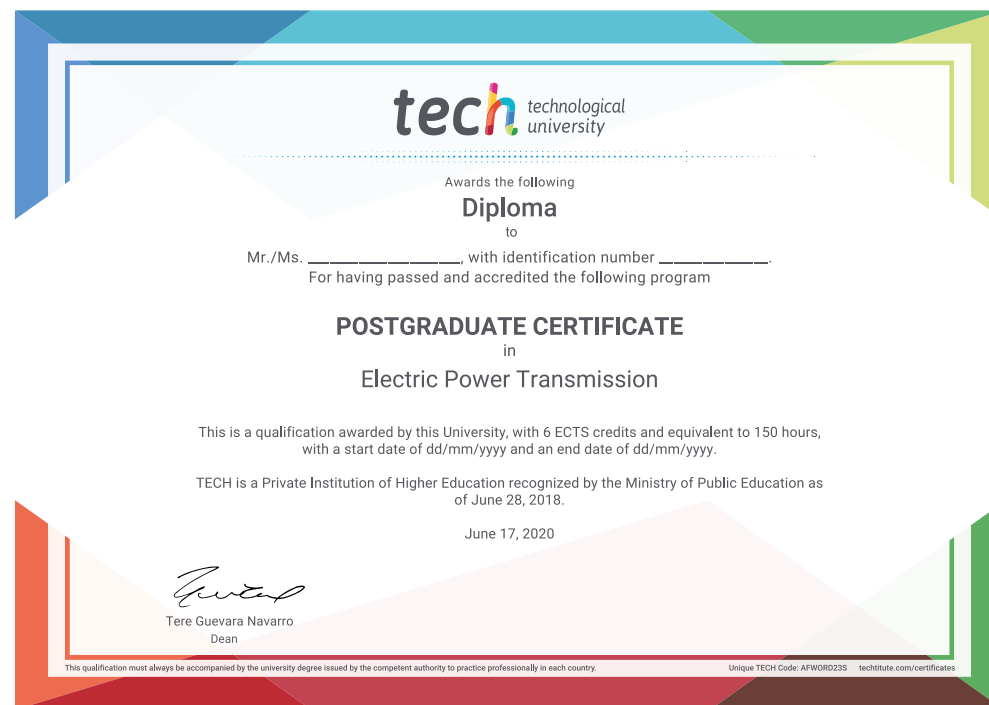 tech technological
university
Awards the following
Diploma
to
Mr./Ms. ____________________, with identification number ______________.
For having passed and accredited the following program
POSTGRADUATE CERTIFICATE
in
Electric Power Transmission
This is a qualification awarded by this University, with 6 ECTS credits and equivalent to 150 hours,
with a start date of dd/mm/yyyy and an end date of dd/mm/yyyy.
TECH is a Private Institution of Higher Education recognized by the Ministry of Public Education as
of June 28, 2018.
June 17, 2020
Tere Guevara Navarro
Dean
This qualification must always be accompanied by the university degree issued by the competent authority to practice professionally in each country.
Unique TECH Code: AFWORD23S techtitute.com/certificates